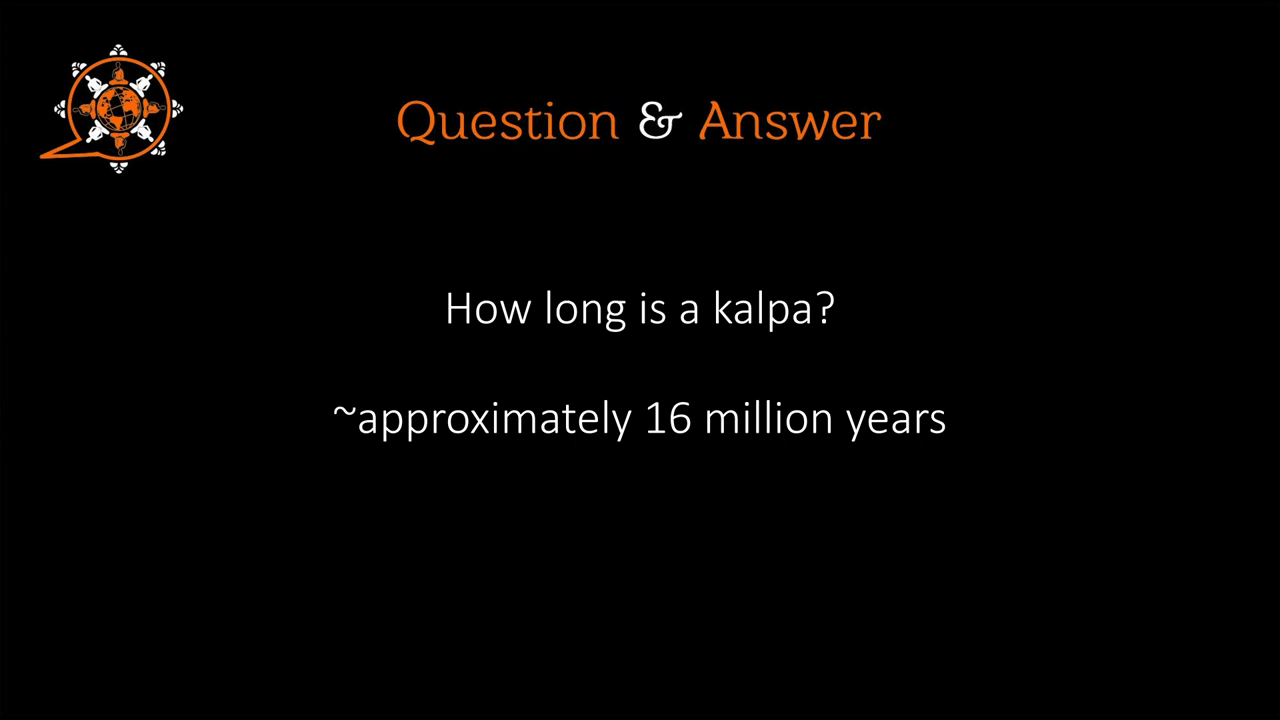 Question & Answer
How long is a kalpa?
~approximately 16 million years